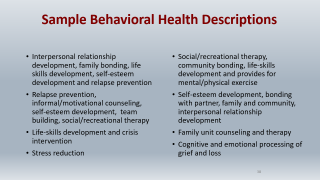 Sample Behavioral Health Descriptions
• Interpersonal relationship
development, family bonding, life
skills development, self-esteem
development and relapse prevention
• Relapse prevention,
informal/motivational counseling,
self-esteem development, team
building, social/recreational therapy
• Life-skills development and crisis
intervention
• Stress reduction
• Social/recreational therapy,
community bonding, life-skills
development and provides for
mental/physical exercise
• Self-esteem development, bonding
with partner, family and community,
interpersonal relationship
development
• Family unit counseling and therapy
• Cognitive and emotional processing of
grief and loss